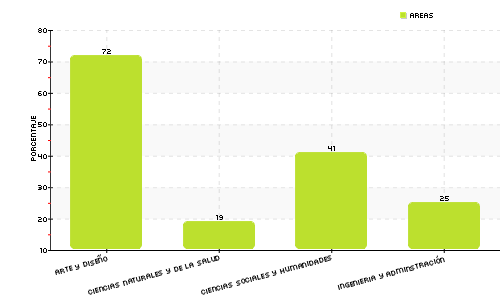 AREAS
80
70
60
50
40
30
20
10
PORCENTAJE
72
19
41
25
ARTE Y DISEÑO
CIENCIAS NATURALES Y DE LA SALUD
CIENCIAS SOCIALES Y HUMANIDADES
INGENIERIA Y ADMINSTRACIÓN